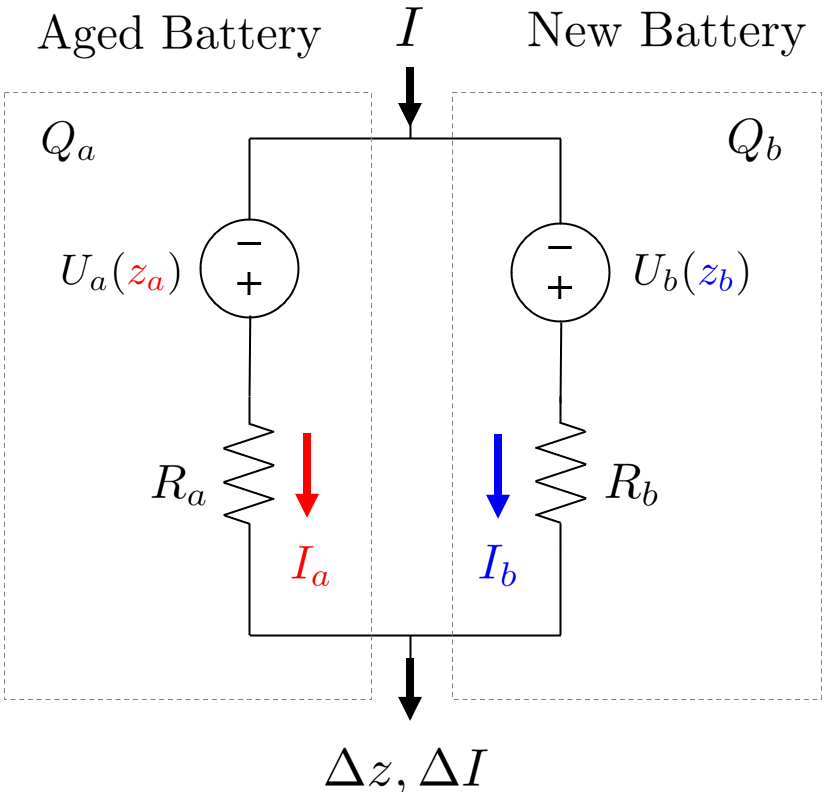 Aged Battery I New Battery
Q_a Q_b
−
+
U_a(z_a)
−
+
U_b(z_b)
R_a R_b
I_a I_b
Δz, ΔI